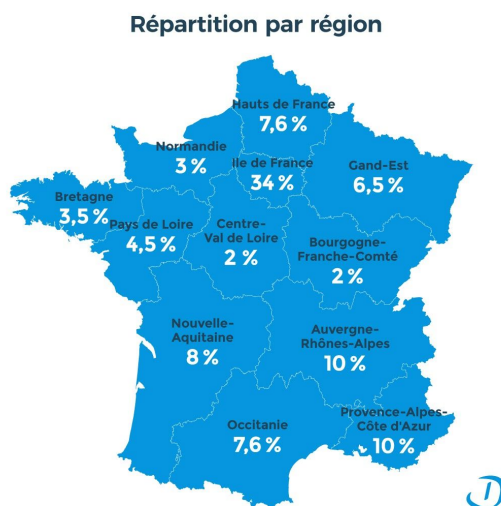 Répartition par région
Hauts de France
7,6 %
Normandie
3 %
Ile de France
34 %
Gand-Est
6,5 %
Bretagne
3,5 %
Pays de Loire
4,5 %
Centre-
Val de Loire
2 %
Bourgogne-
Franche-Comté
2 %
Nouvelle-
Aquitaine
8 %
Auvergne-
Rhônes-Alpes
10 %
Occitanie
7,6 %
Provence-Alpes-
Côte d'Azur
10 %